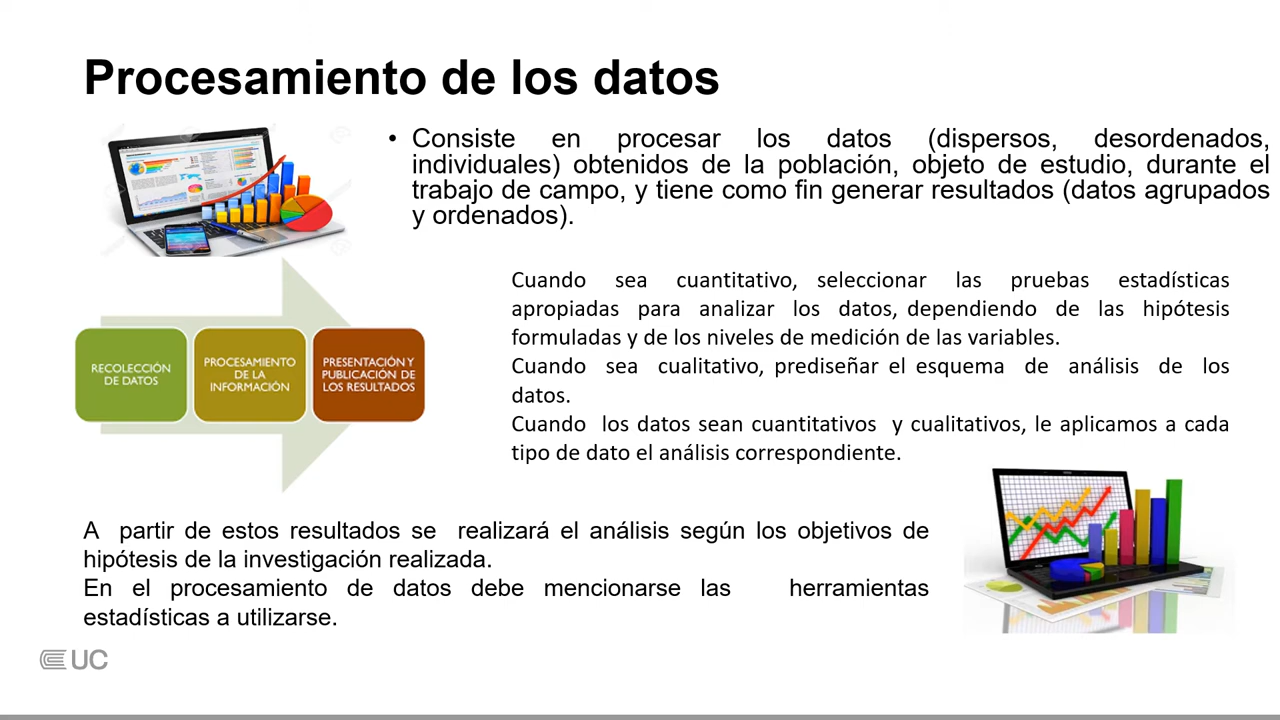 Procesamiento de los datos
• Consiste en procesar los datos (dispersos, desordenados,
individuales) obtenidos de la población, objeto de estudio, durante el
trabajo de campo, y tiene como fin generar resultados (datos agrupados
y ordenados).
RECOLECCIÓN
DE DATOS
PROCESAMIENTO
DE LA
INFORMACIÓN
PRESENTACIÓN Y
PUBLICACIÓN DE
LOS RESULTADOS
Cuando sea cuantitativo, seleccionar las pruebas estadísticas
apropiadas para analizar los datos, dependiendo de las hipótesis
formuladas y de los niveles de medición de las variables.
Cuando sea cualitativo, prediseñar el esquema de análisis de los
datos.
Cuando los datos sean cuantitativos y cualitativos, le aplicamos a cada
tipo de dato el análisis correspondiente.
A partir de estos resultados se realizará el análisis según los objetivos de
hipótesis de la investigación realizada.
En el procesamiento de datos debe mencionarse las herramientas
estadísticas a utilizarse.
UC